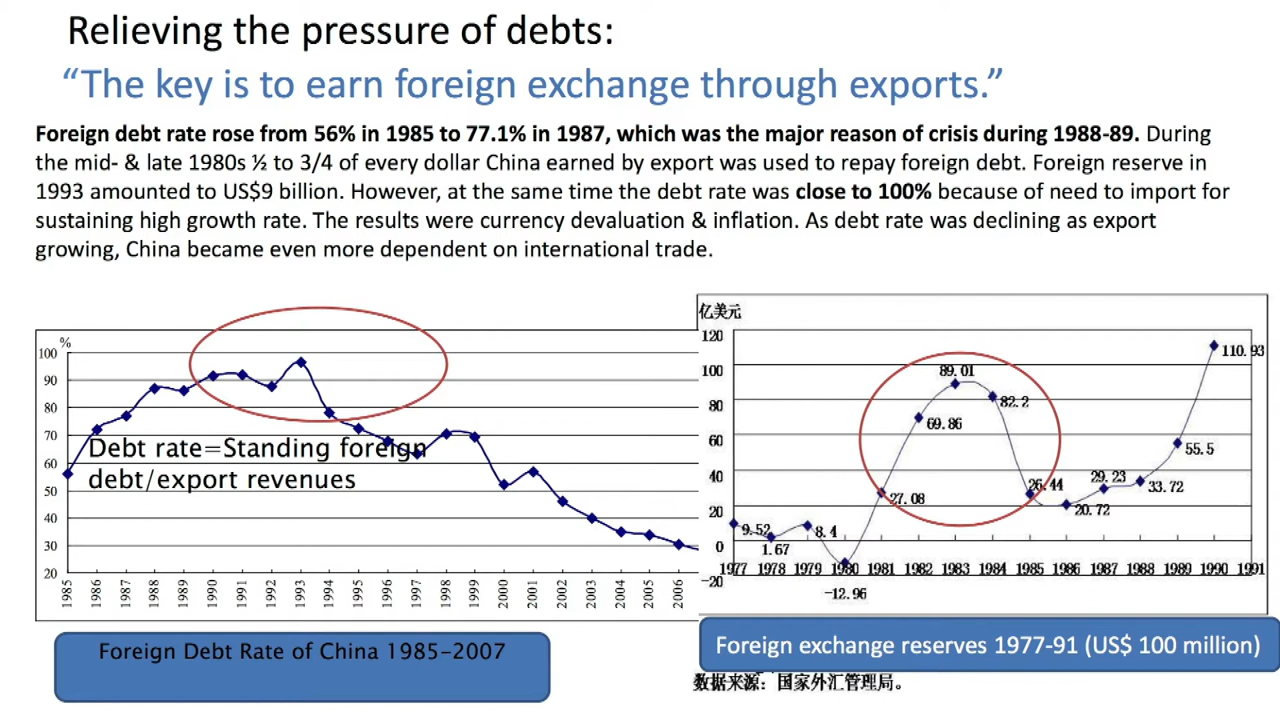 Relieving the pressure of debts:
“The key is to earn foreign exchange through exports.”
Foreign debt rate rose from 56% in 1985 to 77.1% in 1987, which was the major reason of crisis during 1988-89. During
the mid- & late 1980s ½ to 3/4 of every dollar China earned by export was used to repay foreign debt. Foreign reserve in
1993 amounted to US$9 billion. However, at the same time the debt rate was close to 100% because of need to import for
sustaining high growth rate. The results were currency devaluation & inflation. As debt rate was declining as export
growing, China became even more dependent on international trade.
%
100
90
80
70
60
50
40
30
20
Debt rate=Standing foreign
debt/export revenues
1985 1986 1987 1988 1989 1990 1991 1992 1993 1994 1995 1996 1997 1998 1999 2000 2001 2002 2003 2004 2005 2006
Foreign Debt Rate of China 1985-2007
亿美元
120
100
80
60
40
20
0
-20
9.52
1.67
8.4
-12.96
27.08
69.86
89.01
82.2
26.44
20.72
29.23
33.72
55.5
110.93
1977 1978 1979 1980 1981 1982 1983 1984 1985 1986 1987 1988 1989 1990 1991
Foreign exchange reserves 1977-91 (US$ 100 million)
数据来源：国家外汇管理局。